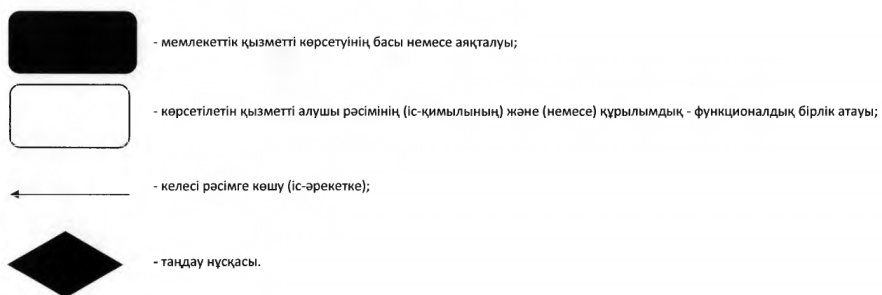 - мемлекеттік қызметті көрсетуінің басы немесе аяқталуы;
- көрсетілетін қызметті алушы рәсімінің (іс-қимылының) және (немесе) құрылымдық - функционалдық бірлік атауы;
- келесі рәсімге көшу (іс-әрекетке);
- таңдау нұсқасы.